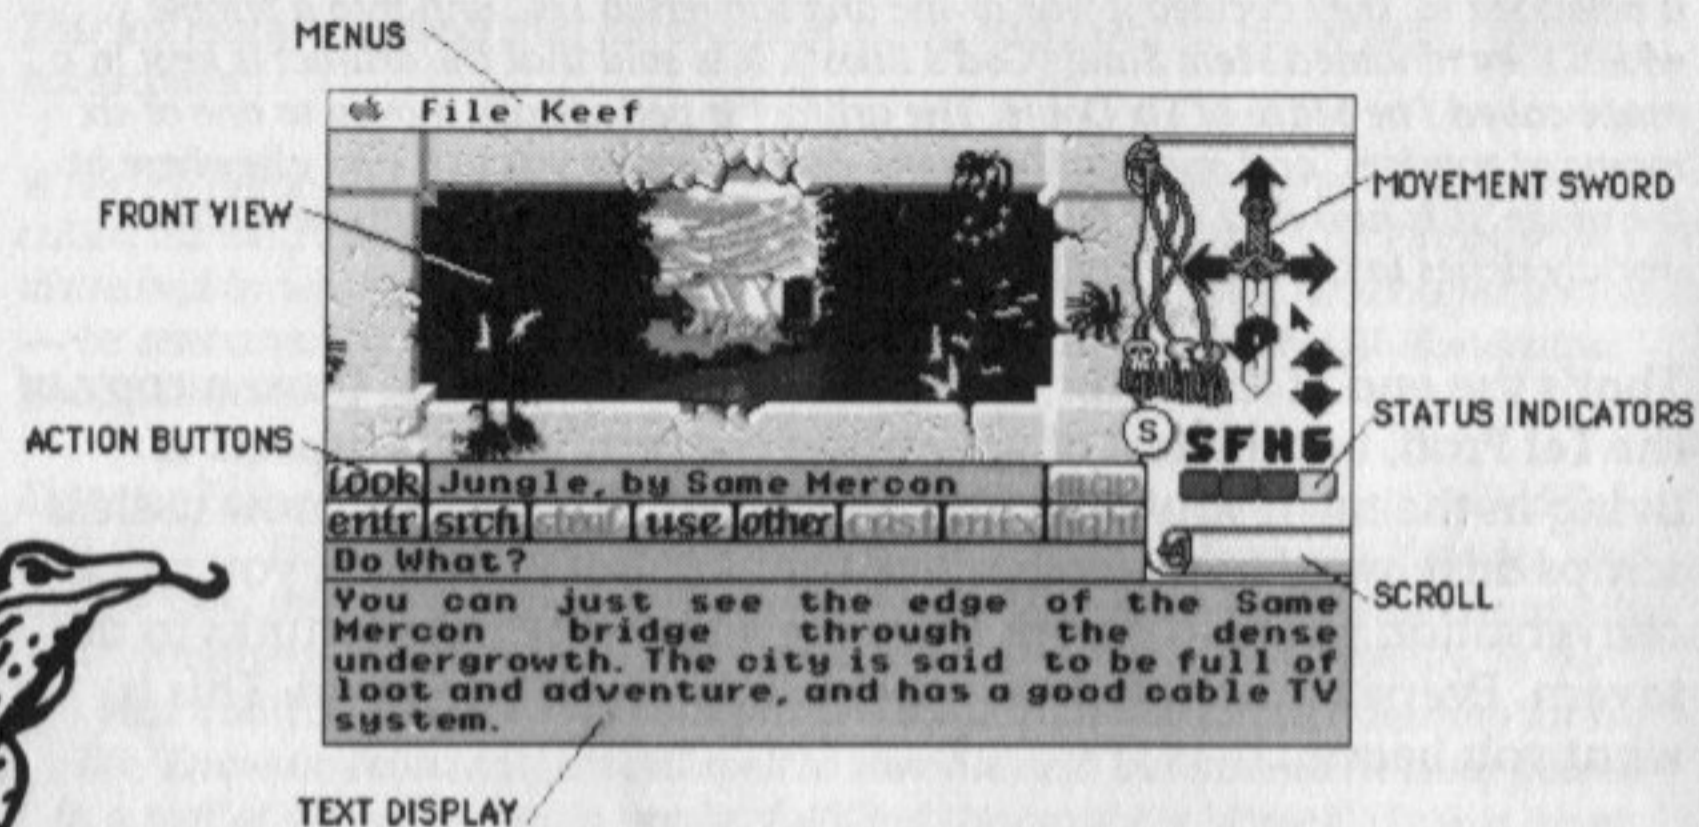 MENUS
File Keef
MOVEMENT SWORD
FRONT VIEW
STATUS INDICATORS
ACTION BUTTONS
S
SFHG
look Jungle, by Same Mercon map
entr srch steal use other cast mix fight
Do What?
SCROLL
You can just see the edge of the Same
Mercon bridge through the dense
undergrowth. The city is said to be full of
loot and adventure, and has a good cable TV
system.
TEXT DISPLAY